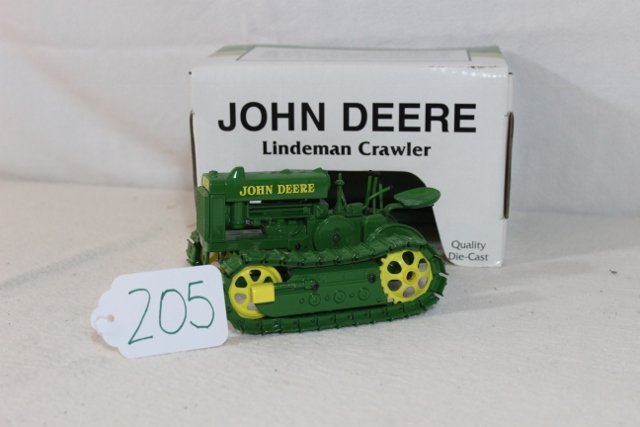 JOHN DEERE
Lindeman Crawler
JOHN DEERE
Quality
Die-Cast
205